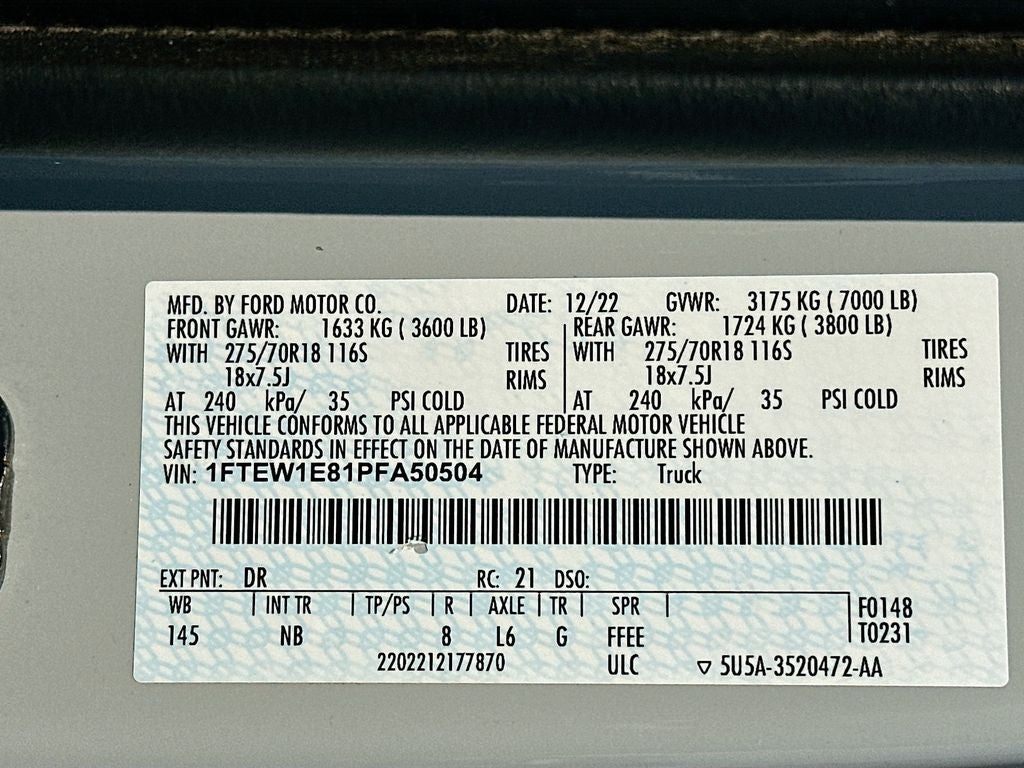 MFD. BY FORD MOTOR CO. DATE: 12/22 GVWR: 3175 KG ( 7000 LB)
FRONT GAWR: 1633 KG ( 3600 LB) REAR GAWR: 1724 KG ( 3800 LB)
WITH 275/70R18 116S TIRES WITH 275/70R18 116S TIRES
18x7.5J RIMS 18x7.5J RIMS
AT 240 kPa/ 35 PSI COLD AT 240 kPa/ 35 PSI COLD
THIS VEHICLE CONFORMS TO ALL APPLICABLE FEDERAL MOTOR VEHICLE
SAFETY STANDARDS IN EFFECT ON THE DATE OF MANUFACTURE SHOWN ABOVE.
VIN: 1FTEW1E81PFA50504 TYPE: Truck
EXT PNT: DR RC: 21 DSO:
WB INT TR TP/PS R AXLE TR SPR F0148
145 NB 8 L6 G FFEE T0231
2202212177870 ULC ▽ 5U5A-3520472-AA